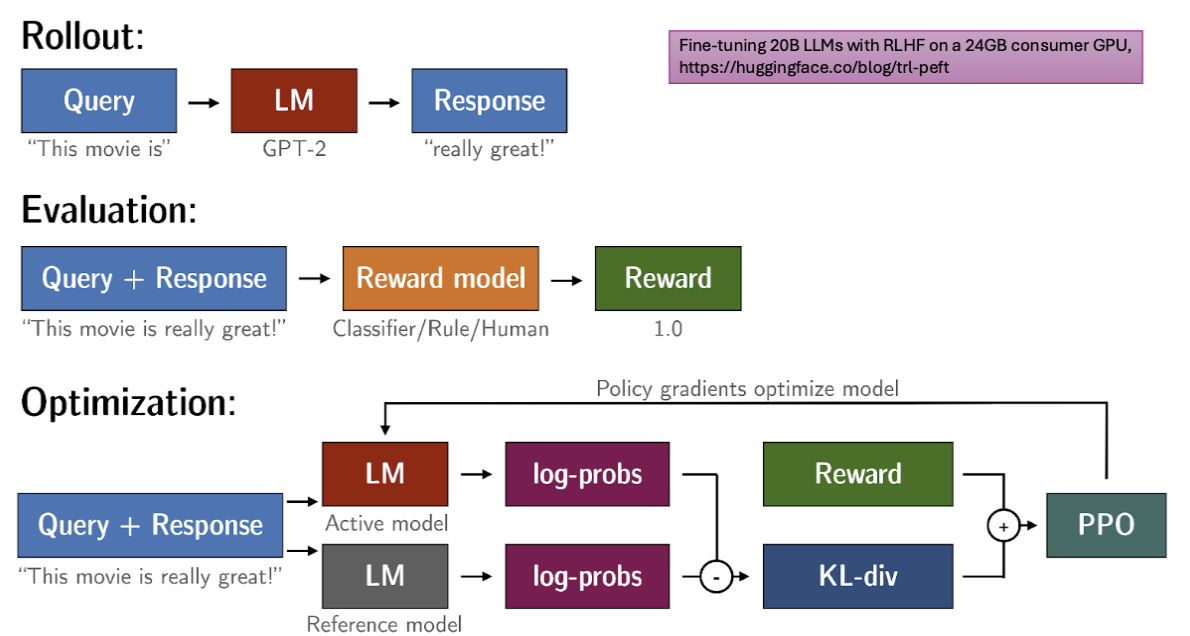 Rollout:
Fine-tuning 20B LLMs with RLHF on a 24GB consumer GPU,
https://huggingface.co/blog/trl-peft
Query
LM
Response
“This movie is”
GPT-2
“really great!”
Evaluation:
Query + Response
Reward model
Reward
“This movie is really great!”
Classifier/Rule/Human
1.0
Optimization:
Policy gradients optimize model
LM
log-probs
Reward
Query + Response
Active model
+
PPO
“This movie is really great!”
LM
log-probs
-
KL-div
Reference model